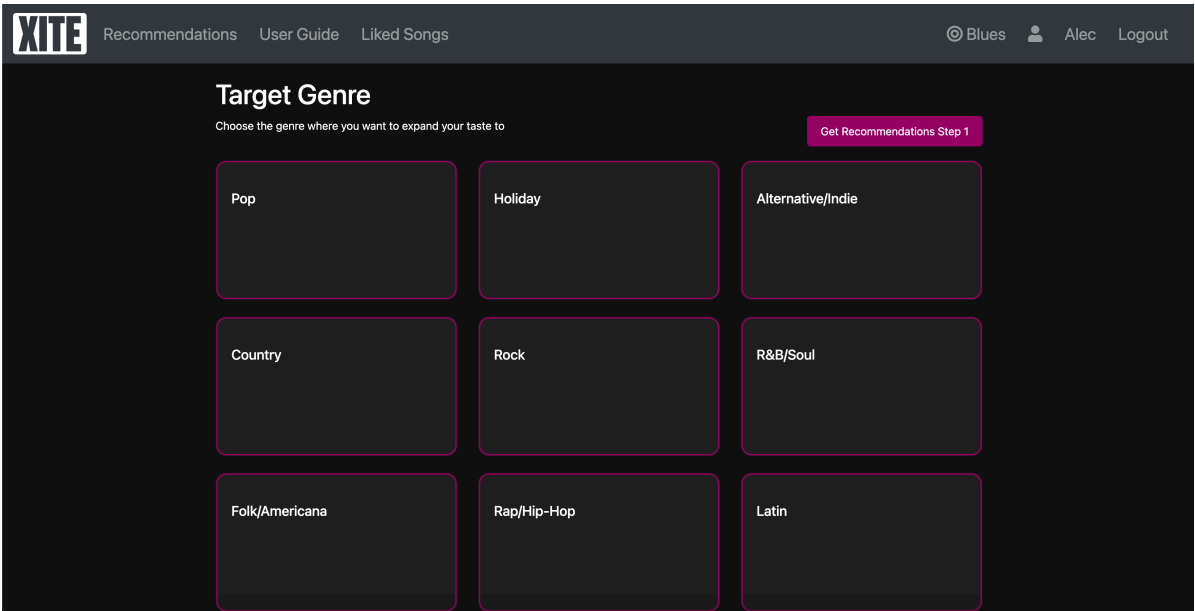 XITE Recommendations User Guide Liked Songs Blues Alec Logout
Target Genre
Choose the genre where you want to expand your taste to
Get Recommendations Step 1
Pop Holiday Alternative/Indie
Country Rock R&B/Soul
Folk/Americana Rap/Hip-Hop Latin